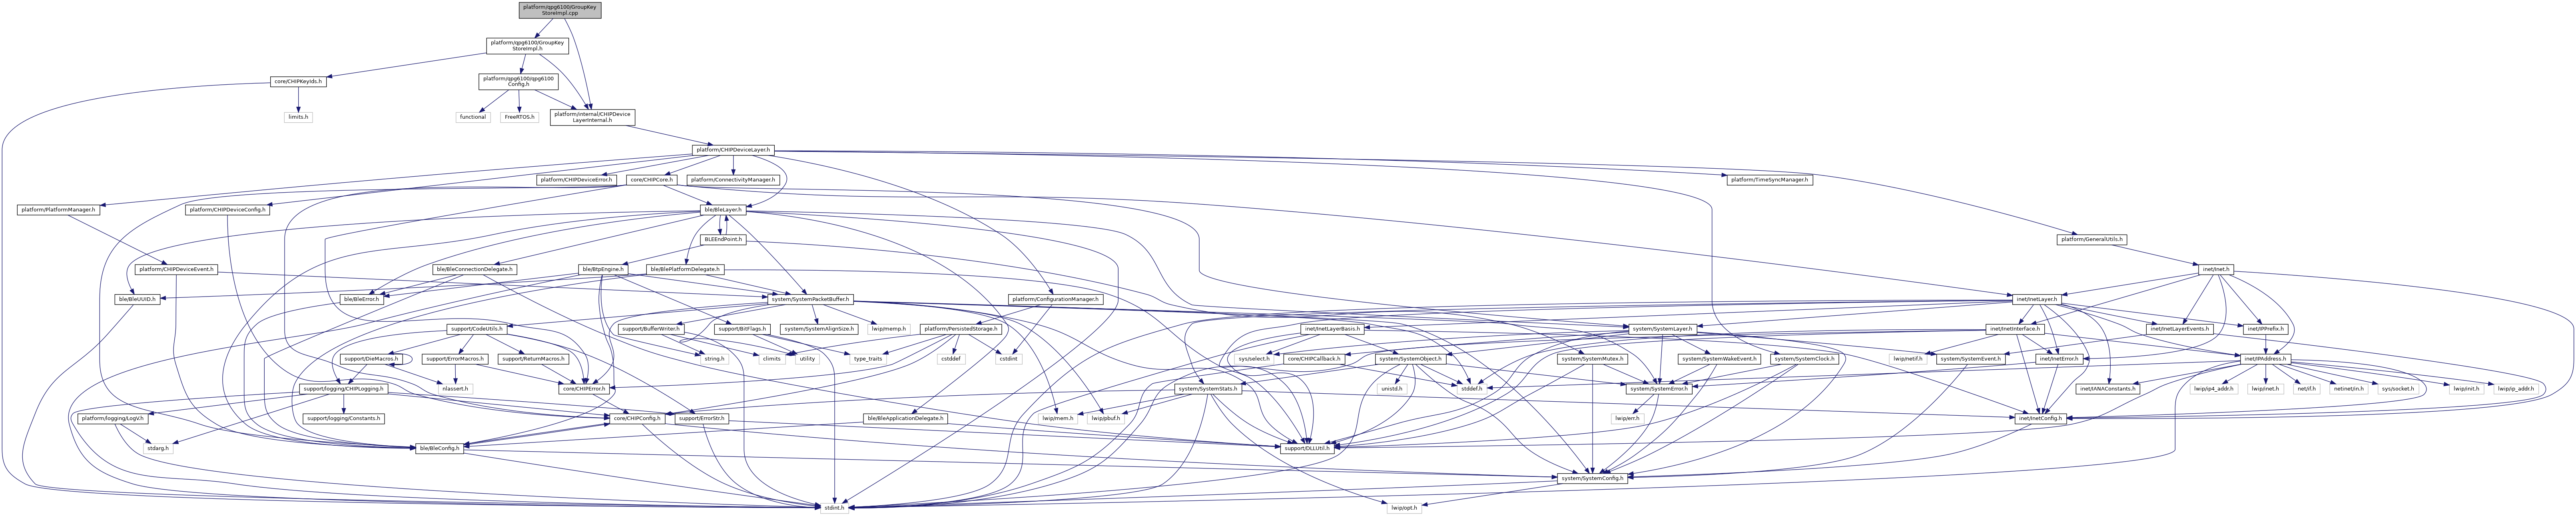 platform/qpg6100/GroupKey
StoreImpl.cpp
platform/qpg6100/GroupKey
StoreImpl.h
core/CHIPKeyIds.h
platform/qpg6100/qpg6100
Config.h
limits.h
functional
FreeRTOS.h
platform/internal/CHIPDevice
LayerInternal.h
platform/CHIPDeviceLayer.h
platform/CHIPDeviceError.h
core/CHIPCore.h
platform/ConnectivityManager.h
platform/TimeSyncManager.h
platform/PlatformManager.h
platform/CHIPDeviceConfig.h
ble/BleLayer.h
BLEEndPoint.h
platform/GeneralUtils.h
platform/CHIPDeviceEvent.h
ble/BleConnectionDelegate.h
ble/BtpEngine.h
ble/BlePlatformDelegate.h
inet/Inet.h
ble/BleUUID.h
ble/BleError.h
system/SystemPacketBuffer.h
platform/ConfigurationManager.h
inet/InetLayer.h
support/CodeUtils.h
support/BufferWriter.h
support/BitFlags.h
system/SystemAlignSize.h
lwip/memp.h
platform/PersistedStorage.h
inet/InetLayerBasis.h
system/SystemLayer.h
inet/InetInterface.h
inet/InetLayerEvents.h
inet/IPPrefix.h
support/DieMacros.h
support/ErrorMacros.h
support/ReturnMacros.h
string.h
climits
utility
type_traits
cstddef
cstdint
sys/select.h
core/CHIPCallback.h
system/SystemObject.h
system/SystemMutex.h
system/SystemWakeEvent.h
system/SystemClock.h
lwip/netif.h
system/SystemEvent.h
inet/InetError.h
inet/IPAddress.h
support/logging/CHIPLogging.h
nlassert.h
core/CHIPError.h
system/SystemStats.h
unistd.h
stddef.h
system/SystemError.h
inet/IANAConstants.h
lwip/ip4_addr.h
lwip/inet.h
net/if.h
netinet/in.h
sys/socket.h
lwip/init.h
lwip/ip_addr.h
platform/logging/LogV.h
support/logging/Constants.h
core/CHIPConfig.h
support/ErrorStr.h
ble/BleApplicationDelegate.h
lwip/mem.h
lwip/pbuf.h
lwip/err.h
inet/InetConfig.h
stdarg.h
ble/BleConfig.h
support/DLLUtil.h
system/SystemConfig.h
stdint.h
lwip/opt.h